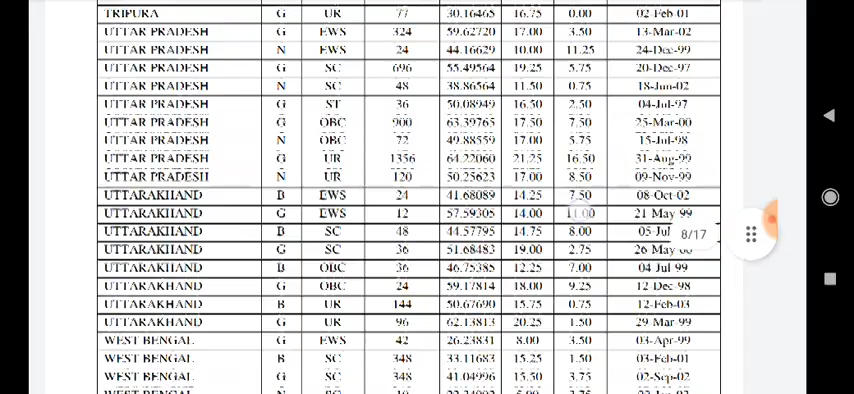 TRIPURA G UR 77 30.16465 16.75 0.00 02-Feb-01
UTTAR PRADESH G EWS 324 59.62720 17.00 3.50 13-Mar-02
UTTAR PRADESH N EWS 24 44.16629 10.00 11.25 24-Dec-99
UTTAR PRADESH G SC 696 55.49564 19.25 5.75 20-Dec-97
UTTAR PRADESH N SC 48 38.86564 11.50 0.75 18-Jun-02
UTTAR PRADESH G ST 36 50.08949 16.50 2.50 04-Jul-97
UTTAR PRADESH G OBC 900 63.39765 17.50 7.50 25-Mar-00
UTTAR PRADESH N OBC 72 49.88559 17.00 5.75 15-Jul-98
UTTAR PRADESH G UR 1356 64.22060 21.25 16.50 31-Aug-99
UTTAR PRADESH N UR 120 50.25623 17.00 8.50 09-Nov-99
UTTARAKHAND B EWS 24 41.68089 14.25 7.50 08-Oct-02
UTTARAKHAND G EWS 12 57.59305 14.00 11.00 21-May-99
UTTARAKHAND B SC 48 44.57795 14.75 8.00 05-Jul
8/17
UTTARAKHAND G SC 36 51.68483 19.00 2.75 26-May-00
UTTARAKHAND B OBC 36 46.75385 12.25 7.00 04-Jul-99
UTTARAKHAND G OBC 24 59.17814 18.00 9.25 12-Dec-98
UTTARAKHAND B UR 144 50.67690 15.75 0.75 12-Feb-03
UTTARAKHAND G UR 96 62.13813 20.25 1.50 29-Mar-99
WEST BENGAL G EWS 42 26.23831 8.00 3.50 03-Apr-99
WEST BENGAL B SC 348 33.11683 15.25 1.50 03-Feb-01
WEST BENGAL G SC 348 41.04996 15.50 3.75 02-Sep-02
WEST BENGAL N